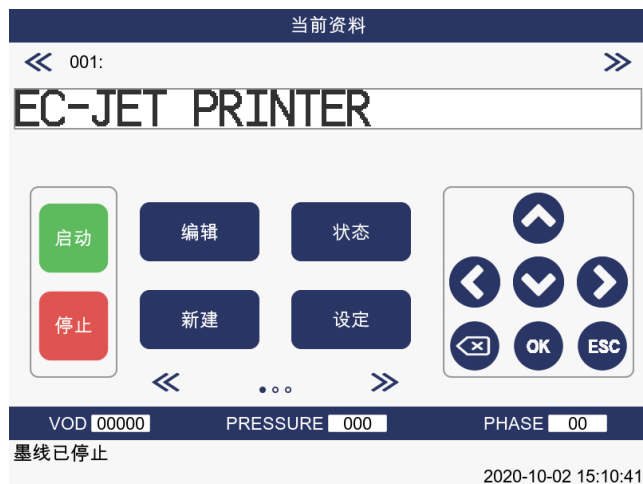 当前资料
001:
EC-JET PRINTER
启动
编辑
状态
停止
新建
设定
OK
ESC
VOD 00000 PRESSURE 000 PHASE 00
墨线已停止
2020-10-02 15:10:41